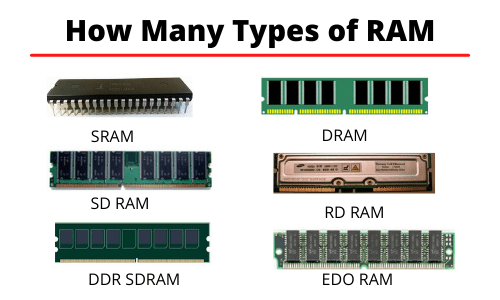 How Many Types of RAM
SRAM
DRAM
SD RAM
RD RAM
DDR SDRAM
EDO RAM